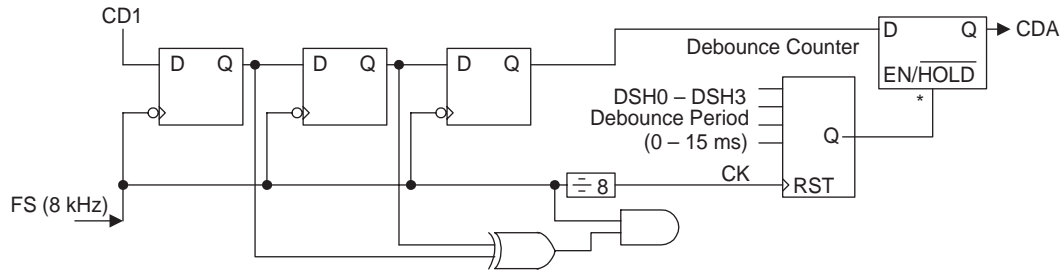 CD1
D Q
D Q
D Q
Debounce Counter
D Q
CDA
EN/HOLD
*
DSH0 – DSH3
Debounce Period
(0 – 15 ms)
Q
CK
RST
÷ 8
FS (8 kHz)